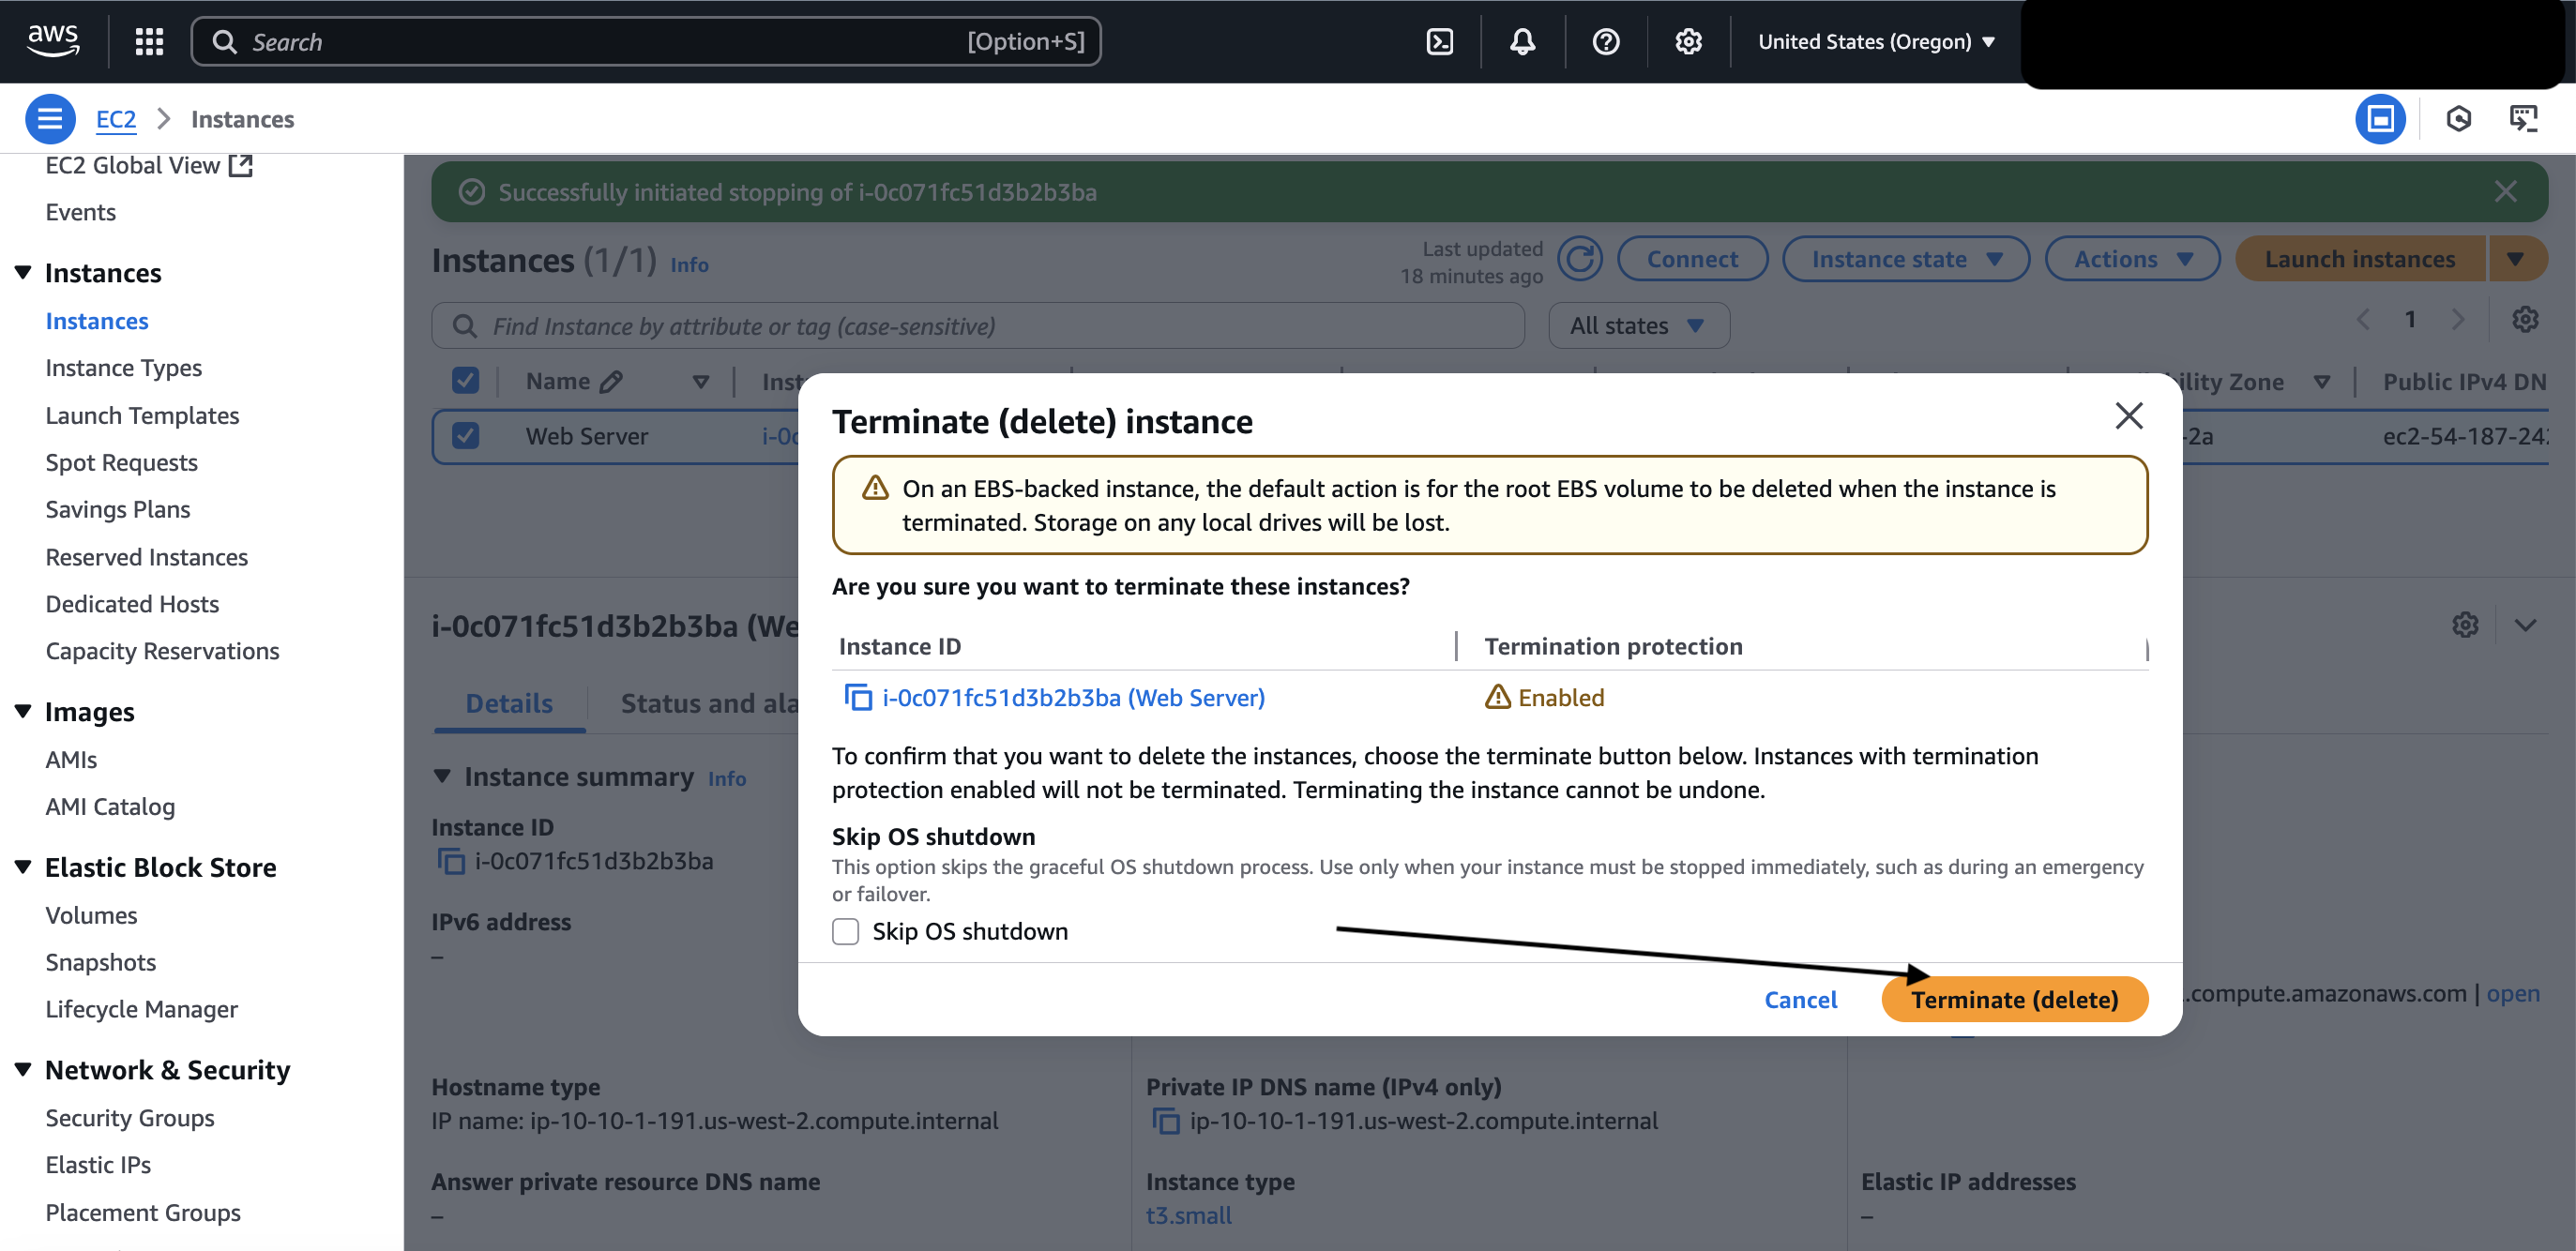 aws
Search
[Option+S]
United States (Oregon)
EC2
Instances
EC2 Global View
Events
Instances
Instances
Instance Types
Launch Templates
Spot Requests
Savings Plans
Reserved Instances
Dedicated Hosts
Capacity Reservations
Images
AMIs
AMI Catalog
Elastic Block Store
Volumes
Snapshots
Lifecycle Manager
Network & Security
Security Groups
Elastic IPs
Placement Groups
Successfully initiated stopping of i-0c071fc51d3b2b3ba
Instances (1/1) Info
Last updated
18 minutes ago
Connect
Instance state
Actions
Launch instances
Find Instance by attribute or tag (case-sensitive)
All states
1
Name
Inst
ility Zone
Public IPv4 DN
Web Server
i-0c
-2a
ec2-54-187-24
Terminate (delete) instance
On an EBS-backed instance, the default action is for the root EBS volume to be deleted when the instance is
terminated. Storage on any local drives will be lost.
Are you sure you want to terminate these instances?
Instance ID
Termination protection
i-0c071fc51d3b2b3ba (Web Server)
Enabled
To confirm that you want to delete the instances, choose the terminate button below. Instances with termination
protection enabled will not be terminated. Terminating the instance cannot be undone.
Skip OS shutdown
This option skips the graceful OS shutdown process. Use only when your instance must be stopped immediately, such as during an emergency
or failover.
Skip OS shutdown
Cancel
Terminate (delete)
i-0c071fc51d3b2b3ba (We
Details
Status and ala
Instance summary Info
Instance ID
i-0c071fc51d3b2b3ba
IPv6 address
–
.compute.amazonaws.com | open
Hostname type
IP name: ip-10-10-1-191.us-west-2.compute.internal
Private IP DNS name (IPv4 only)
ip-10-10-1-191.us-west-2.compute.internal
Answer private resource DNS name
–
Instance type
t3.small
Elastic IP addresses
–